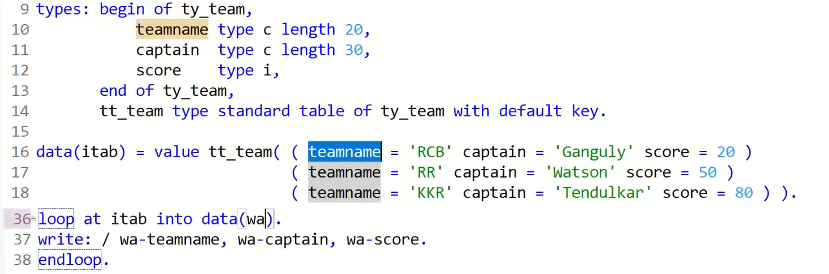 9 types: begin of ty_team,
10 teamname type c length 20,
11 captain type c length 30,
12 score type i,
13 end of ty_team,
14 tt_team type standard table of ty_team with default key.
15
16 data(itab) = value tt_team( ( teamname = 'RCB' captain = 'Ganguly' score = 20 )
17 ( teamname = 'RR' captain = 'Watson' score = 50 )
18 ( teamname = 'KKR' captain = 'Tendulkar' score = 80 ) ).
36 loop at itab into data(wa).
37 write: / wa-teamname, wa-captain, wa-score.
38 endloop.